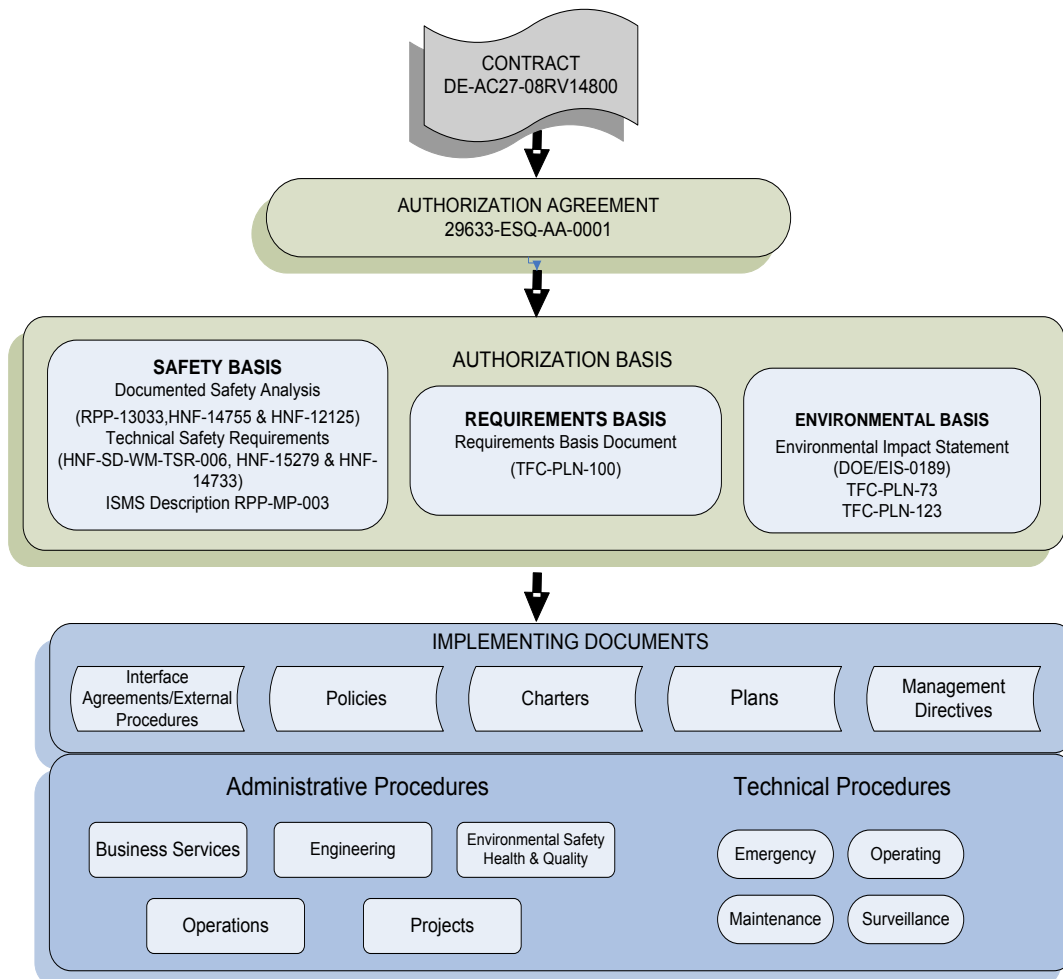 CONTRACT
DE-AC27-08RV14800
AUTHORIZATION AGREEMENT
29633-ESQ-AA-0001
AUTHORIZATION BASIS
SAFETY BASIS
Documented Safety Analysis
(RPP-13033,HNF-14755 & HNF-12125)
Technical Safety Requirements
(HNF-SD-WM-TSR-006, HNF-15279 & HNF-
14733)
ISMS Description RPP-MP-003
REQUIREMENTS BASIS
Requirements Basis Document
(TFC-PLN-100)
ENVIRONMENTAL BASIS
Environmental Impact Statement
(DOE/EIS-0189)
TFC-PLN-73
TFC-PLN-123
IMPLEMENTING DOCUMENTS
Interface
Agreements/External
Procedures
Policies
Charters
Plans
Management
Directives
Administrative Procedures
Business Services
Engineering
Environmental Safety
Health & Quality
Operations
Projects
Technical Procedures
Emergency
Operating
Maintenance
Surveillance